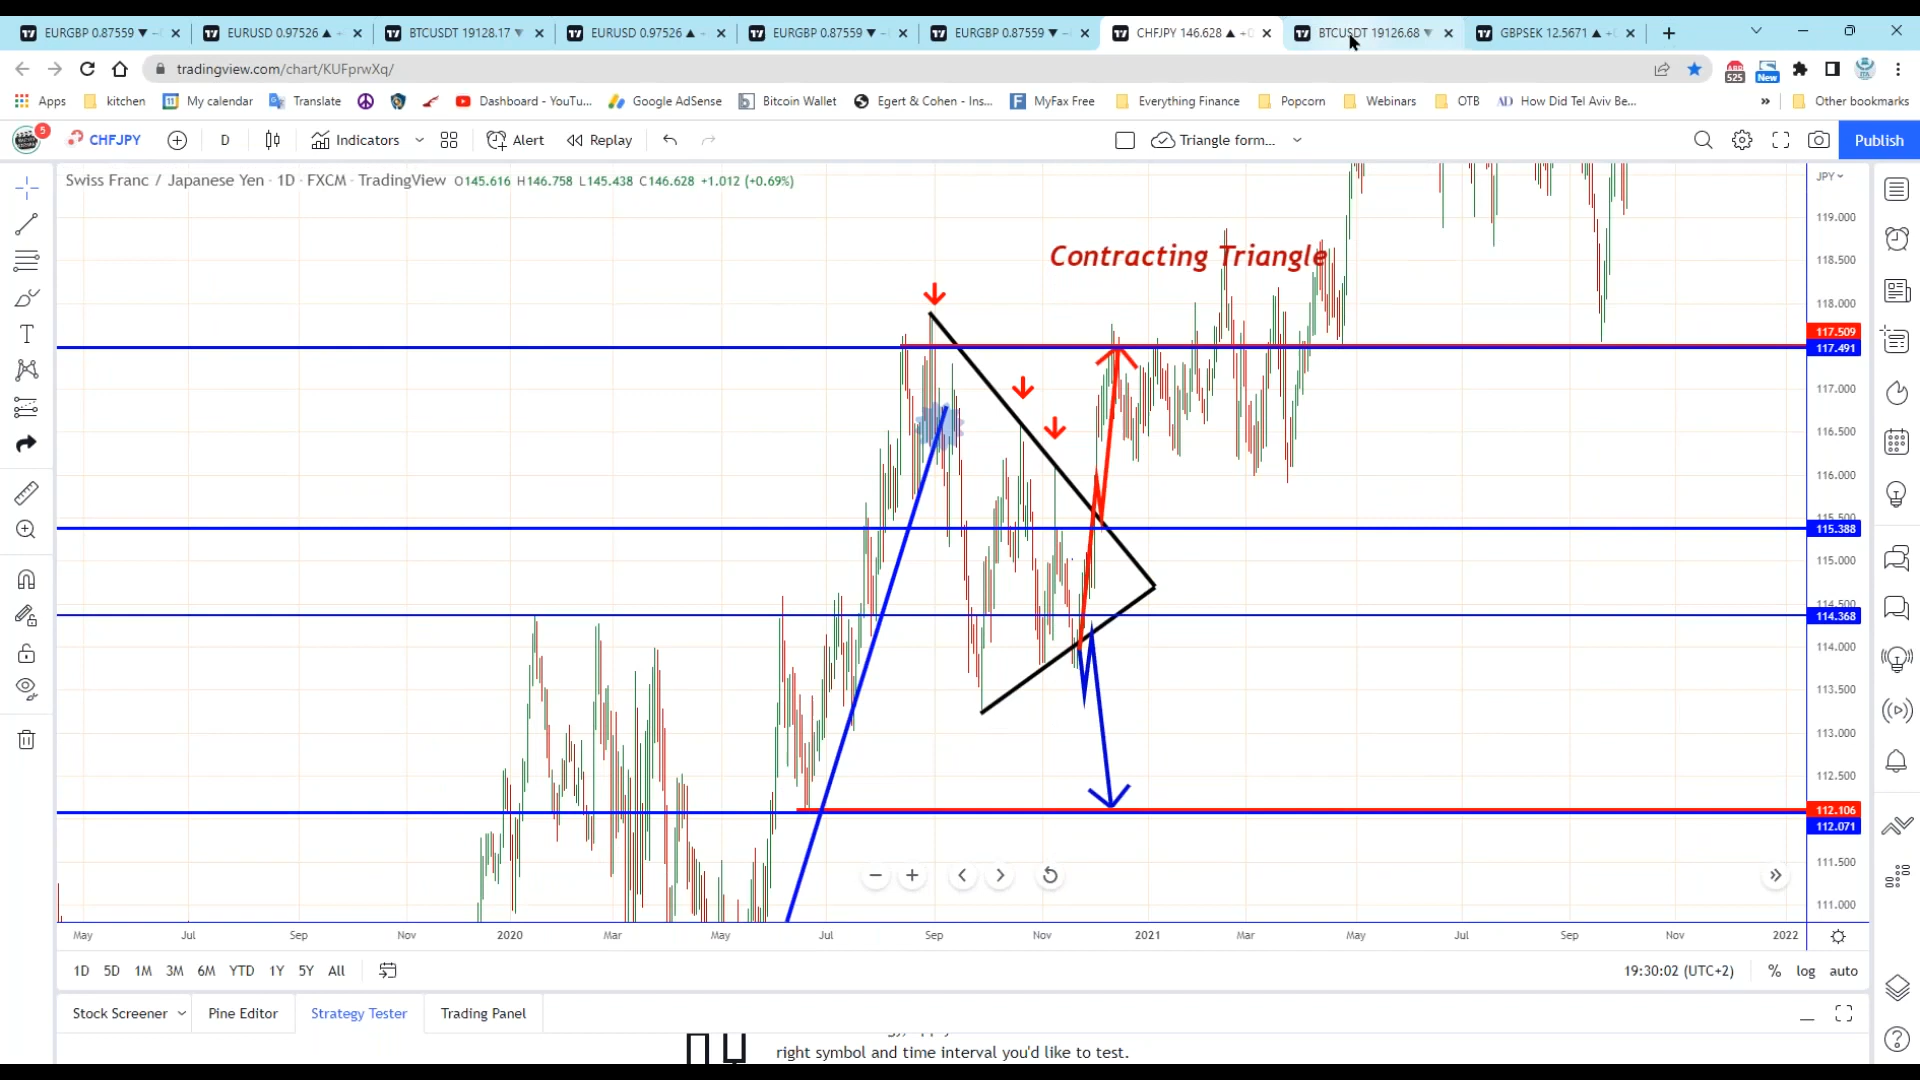 EURGBP 0.87559 ▼
EURUSD 0.97526 ▲
BTCUSDT 19128.17 ▼
EURUSD 0.97526 ▲
EURGBP 0.87559 ▼
EURGBP 0.87559 ▼
CHFJPY 146.628 ▲
BTCUSDT 19126.68 ▼
GBPSEK 12.5671 ▲
tradingview.com/chart/KUFprwXq/
525
New
Apps
kitchen
My calendar
Translate
Dashboard - YouTu...
Google AdSense
Bitcoin Wallet
Egert & Cohen - Ins...
MyFax Free
Everything Finance
Popcorn
Webinars
OTB
How Did Tel Aviv Be...
»
Other bookmarks
5
CHFJPY
D
Indicators
Alert
Replay
Triangle form...
Publish
Swiss Franc / Japanese Yen · 1D · FXCM · TradingView O145.616 H146.758 L145.438 C146.628 +1.012 (+0.69%)
JPY
Contracting Triangle
119.000
118.500
118.000
117.509
117.491
117.000
116.500
116.000
115.500
115.388
115.000
114.500
114.368
114.000
113.500
113.000
112.500
112.106
112.071
111.500
111.000
May Jul Sep Nov 2020 Mar May Jul Sep Nov 2021 Mar May Jul Sep Nov 2022
1D 5D 1M 3M 6M YTD 1Y 5Y All
19:30:02 (UTC+2) % log auto
Stock Screener
Pine Editor
Strategy Tester
Trading Panel
right symbol and time interval you'd like to test.